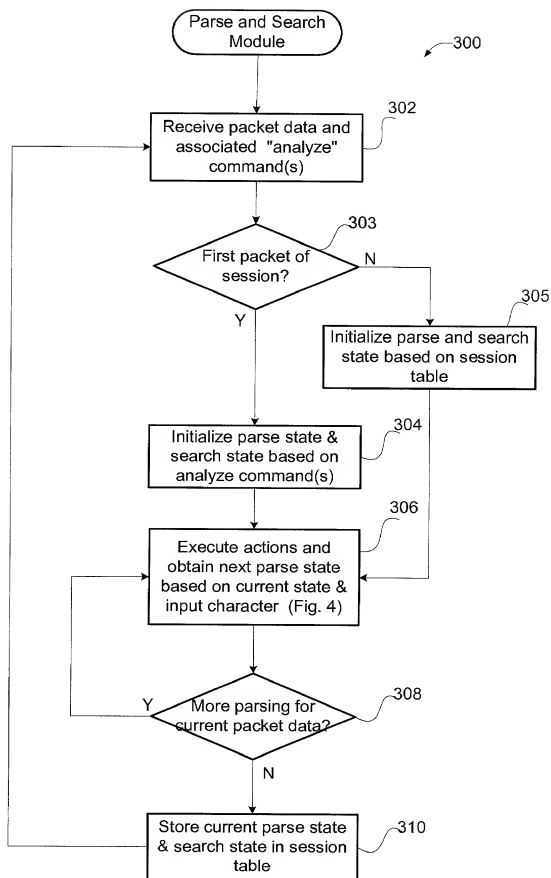 Parse and Search
Module
300
302
Receive packet data and
associated "analyze"
command(s)
303
First packet of
session?
N
Y
305
Initialize parse and search
state based on session
table
304
Initialize parse state &
search state based on
analyze command(s)
306
Execute actions and
obtain next parse state
based on current state &
input character (Fig. 4)
308
More parsing for
current packet data?
Y
N
310
Store current parse state
& search state in session
table